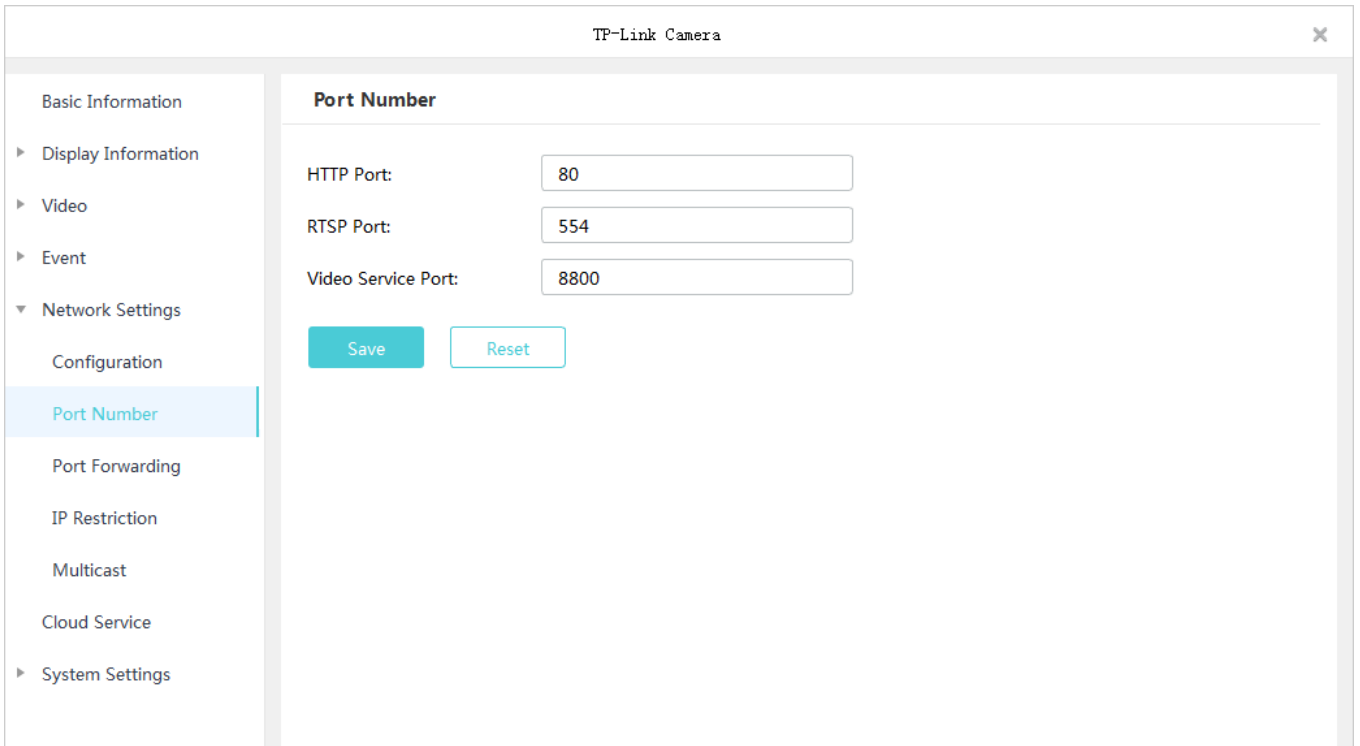 TP-Link Camera
Basic Information
Display Information
Video
Event
Network Settings
Configuration
Port Number
Port Forwarding
IP Restriction
Multicast
Cloud Service
System Settings
Port Number
HTTP Port: 80
RTSP Port: 554
Video Service Port: 8800
Save Reset